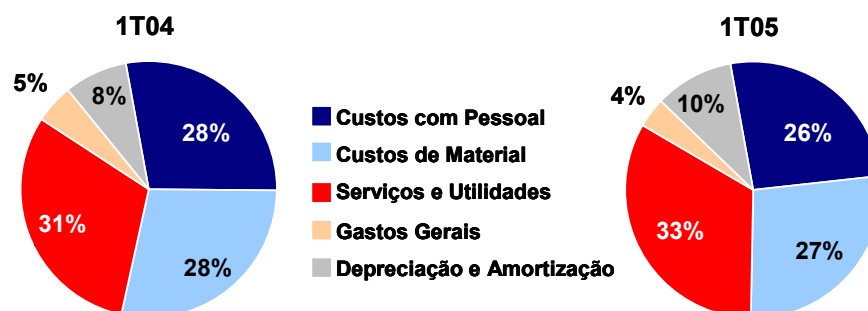 1T04
5%
8%
28%
31%
28%
Custos com Pessoal
Custos de Material
Serviços e Utilidades
Gastos Gerais
Depreciação e Amortização
1T05
4%
10%
26%
33%
27%